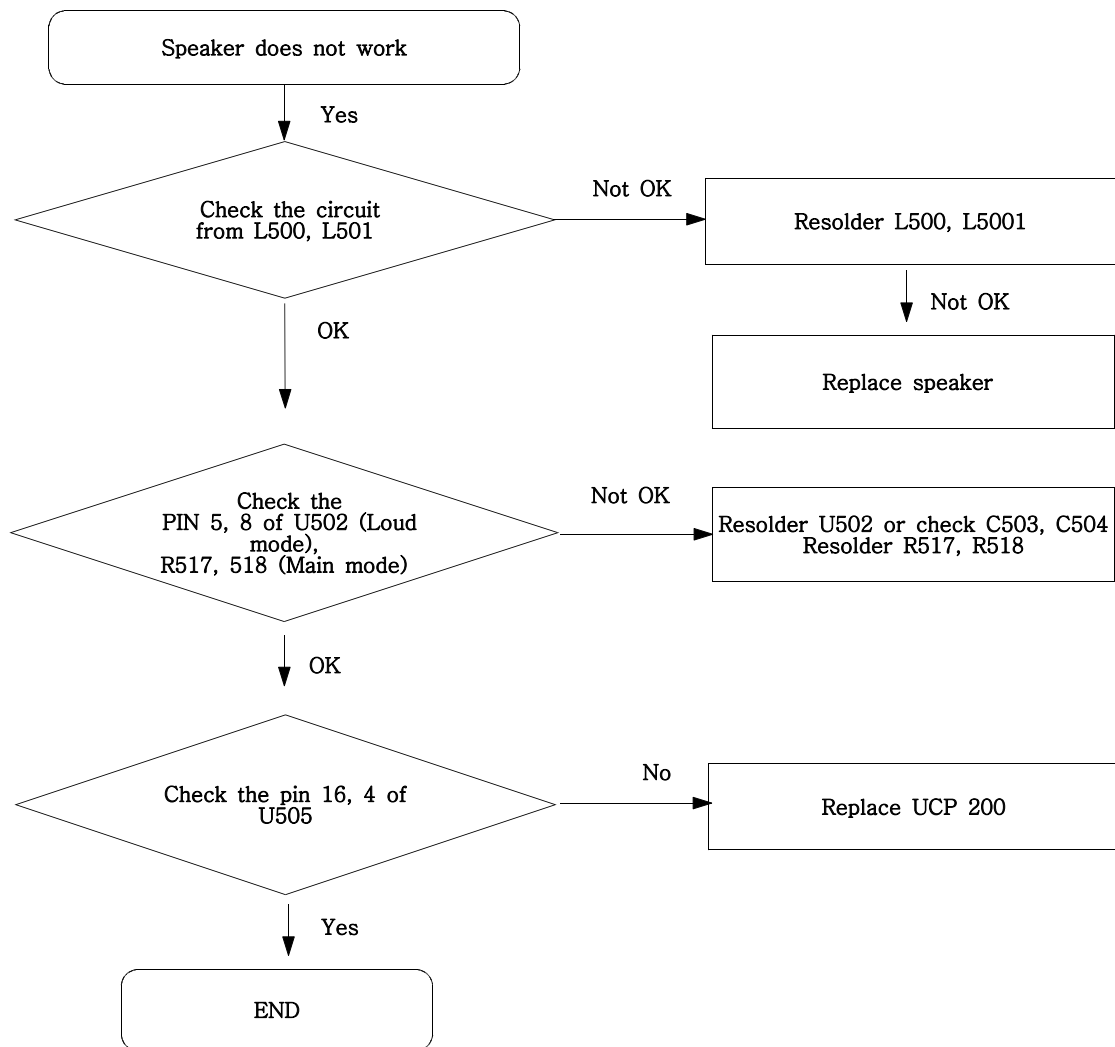 Speaker does not work
Yes
Check the circuit
from L500, L501
Not OK
Resolder L500, L5001
Not OK
Replace speaker
OK
Check the
PIN 5, 8 of U502 (Loud
mode),
R517, 518 (Main mode)
Not OK
Resolder U502 or check C503, C504
Resolder R517, R518
OK
Check the pin 16, 4 of
U505
No
Replace UCP 200
Yes
END